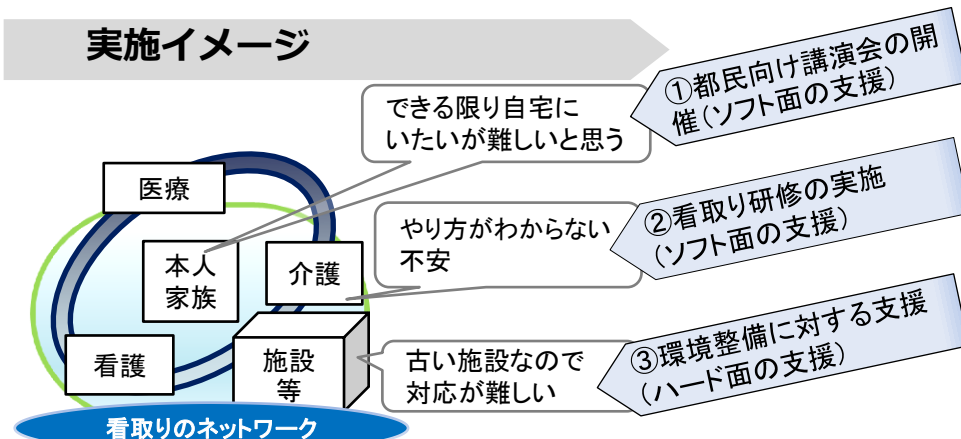 実施イメージ
①都民向け講演会の開
催(ソフト面の支援)
できる限り自宅に
いたいが難しいと思う
医療
②看取り研修の実施
(ソフト面の支援)
やり方がわからない
不安
本人
家族
介護
③環境整備に対する支援
(ハード面の支援)
古い施設なので
対応が難しい
看護
施設
等
看取りのネットワーク